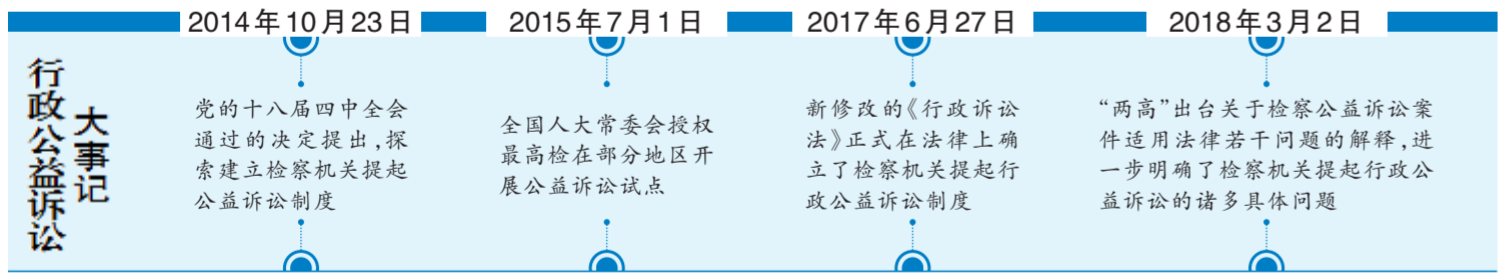 行政公益诉讼
大事记
2014年10月23日
党的十八届四中全会
通过的决定提出,探
索建立检察机关提起
公益诉讼制度
2015年7月1日
全国人大常委会授权
最高检在部分地区开
展公益诉讼试点
2017年6月27日
新修改的《行政诉讼
法》正式在法律上确
立了检察机关提起行
政公益诉讼制度
2018年3月2日
“两高”出台关于检察公益诉讼案
件适用法律若干问题的解释,进
一步明确了检察机关提起行政公
益诉讼的诸多具体问题